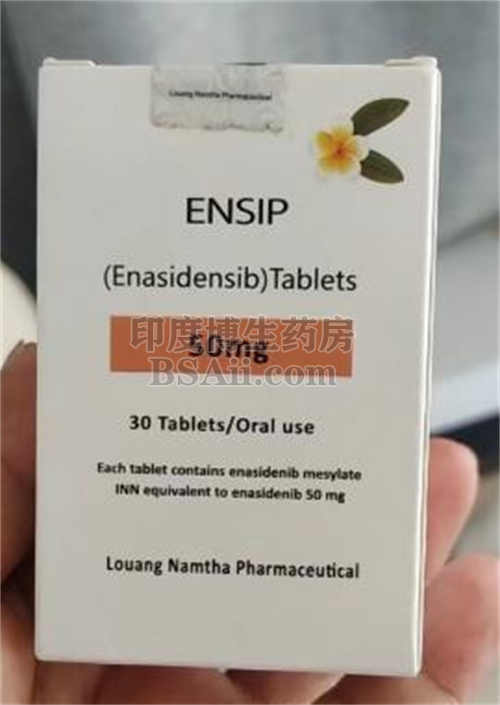 Louang Namtha Pharmaceutical
ENSIP
(Enasidensib)Tablets
印度博生药房
50mg
BSAii.com
30 Tablets/Oral use
Each tablet contains enasidenib mesylate
INN equivalent to enasidenib 50 mg
Louang Namtha Pharmaceutical